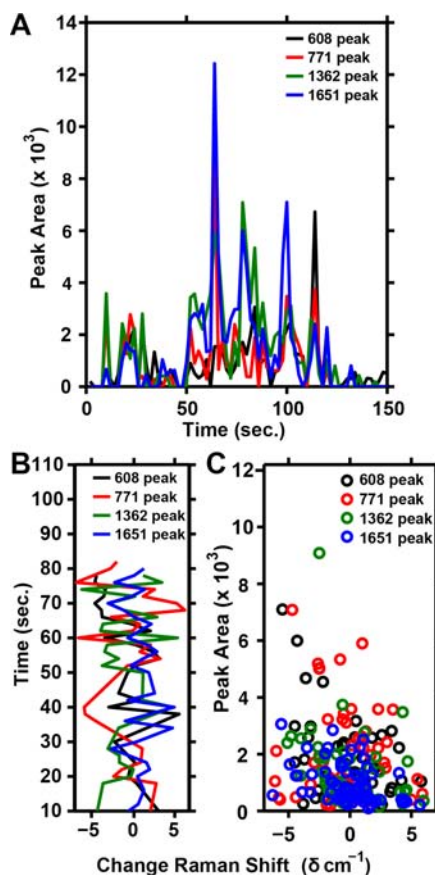 A
14
12
10
8
6
4
2
0
Peak Area (x 10³)
608 peak
771 peak
1362 peak
1651 peak
0 50 100 150
Time (sec.)
B
110
100
90
80
70
60
50
40
30
20
10
Time (sec.)
608 peak
771 peak
1362 peak
1651 peak
−5 0 5
C
12
10
8
6
4
2
0
Peak Area (x 10³)
608 peak
771 peak
1362 peak
1651 peak
−5 0 5
Change Raman Shift (δ cm⁻¹)